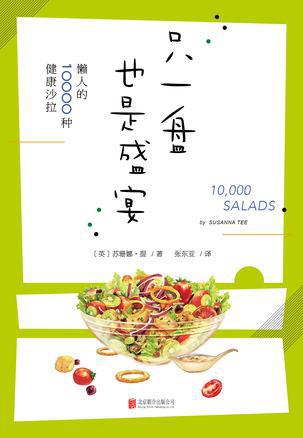 只一盘
也是盛宴
懒人的
10000种
健康沙拉
10,000
SALADS
by SUSANNA TEE
［英］苏珊娜·提 / 著 张东亚 / 译
北京联合出版公司